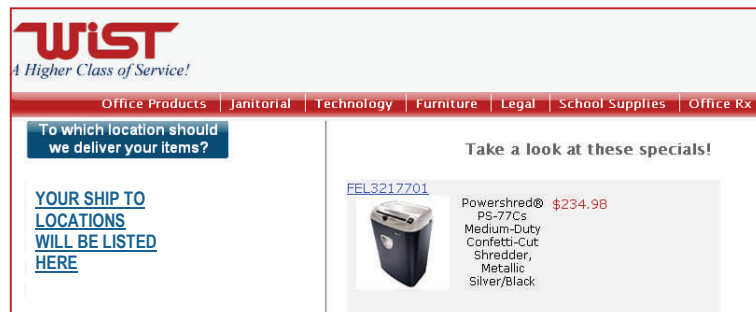 WiST
A Higher Class of Service!
Office Products Janitorial Technology Furniture Legal School Supplies Office Rx
To which location should
we deliver your items?
YOUR SHIP TO
LOCATIONS
WILL BE LISTED
HERE
Take a look at these specials!
FEL3217701
Powershred® $234.98
PS-77Cs
Medium-Duty
Confetti-Cut
Shredder,
Metallic
Silver/Black